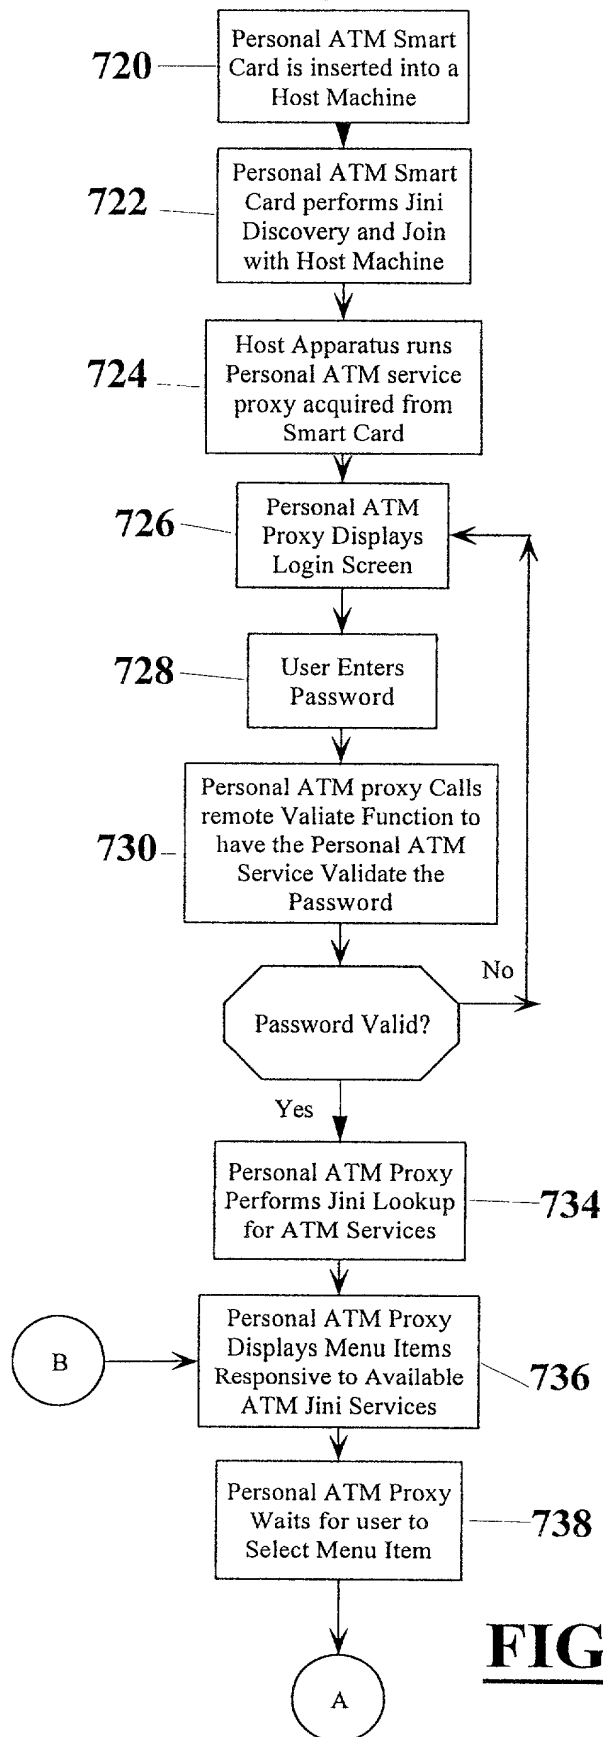 720
Personal ATM Smart
Card is inserted into a
Host Machine
722
Personal ATM Smart
Card performs Jini
Discovery and Join
with Host Machine
724
Host Apparatus runs
Personal ATM service
proxy acquired from
Smart Card
726
Personal ATM
Proxy Displays
Login Screen
728
User Enters
Password
730
Personal ATM proxy Calls
remote Valiate Function to
have the Personal ATM
Service Validate the
Password
No
Password Valid?
Yes
Personal ATM Proxy
Performs Jini Lookup
for ATM Services
734
B
Personal ATM Proxy
Displays Menu Items
Responsive to Available
ATM Jini Services
736
Personal ATM Proxy
Waits for user to
Select Menu Item
738
FIG
A